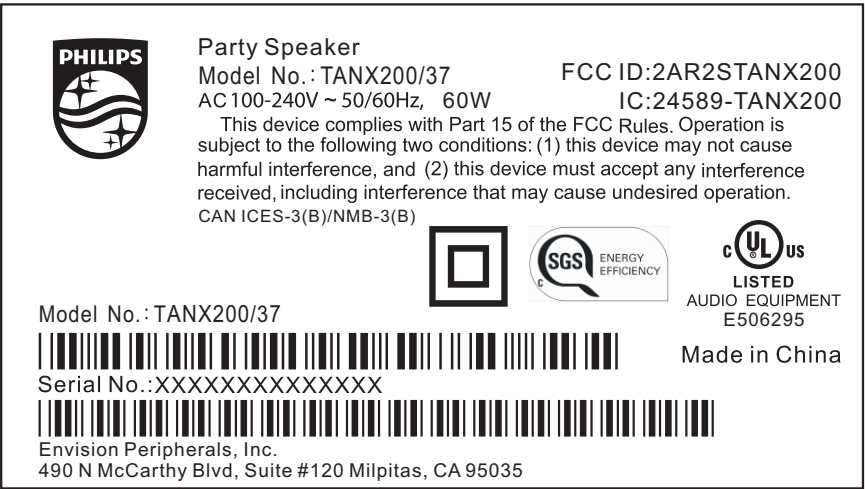 PHILIPS
Party Speaker
Model No.: TANX200/37
AC 100-240V ~ 50/60Hz, 60W
FCC ID:2AR2STANX200
IC:24589-TANX200
This device complies with Part 15 of the FCC Rules. Operation is
subject to the following two conditions: (1) this device may not cause
harmful interference, and (2) this device must accept any interference
received, including interference that may cause undesired operation.
CAN ICES-3(B)/NMB-3(B)
SGS
C
ENERGY
EFFICIENCY
C UL US
®
LISTED
AUDIO EQUIPMENT
E506295
Made in China
Model No.: TANX200/37
Serial No.:XXXXXXXXXXXXXX
Envision Peripherals, Inc.
490 N McCarthy Blvd, Suite #120 Milpitas, CA 95035